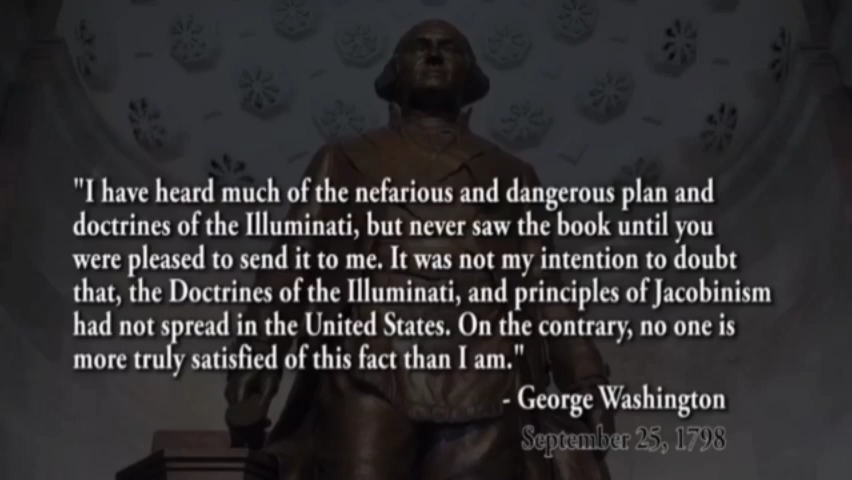 "I have heard much of the nefarious and dangerous plan and
doctrines of the Illuminati, but never saw the book until you
were pleased to send it to me. It was not my intention to doubt
that, the Doctrines of the Illuminati, and principles of Jacobinism
had not spread in the United States. On the contrary, no one is
more truly satisfied of this fact than I am."
- George Washington
September 25, 1798